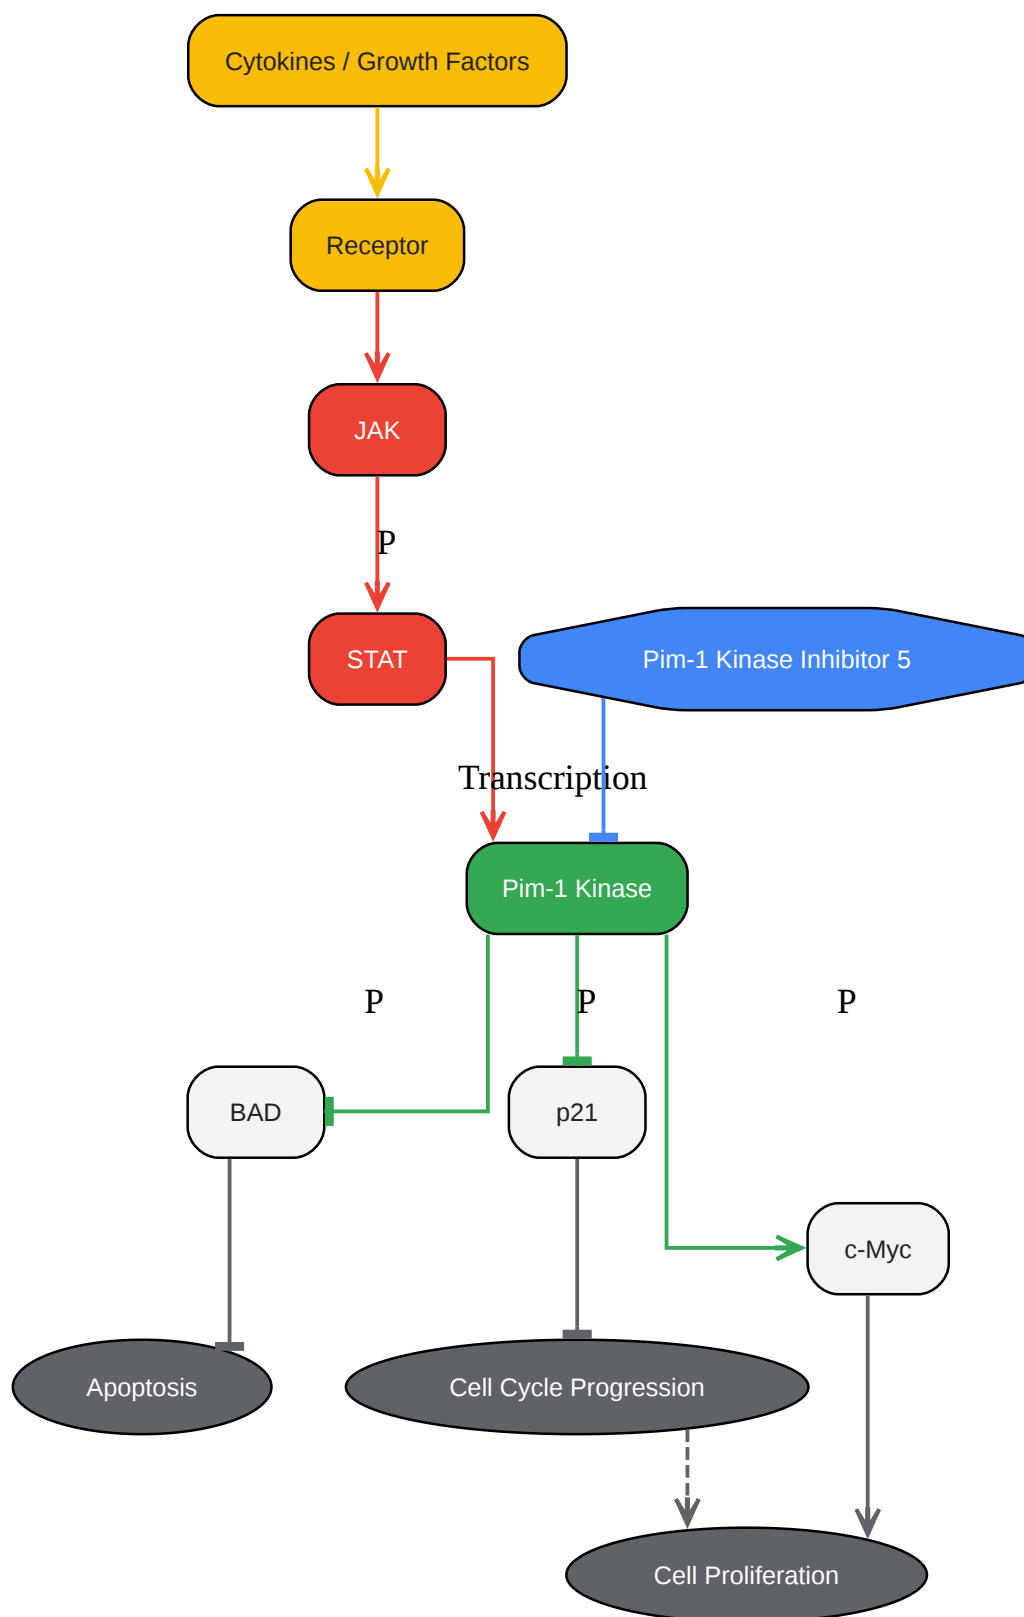 Cytokines / Growth Factors
Receptor
JAK
P
STAT
Pim-1 Kinase Inhibitor 5
Transcription
Pim-1 Kinase
P
P
P
BAD
p21
c-Myc
Apoptosis
Cell Cycle Progression
Cell Proliferation